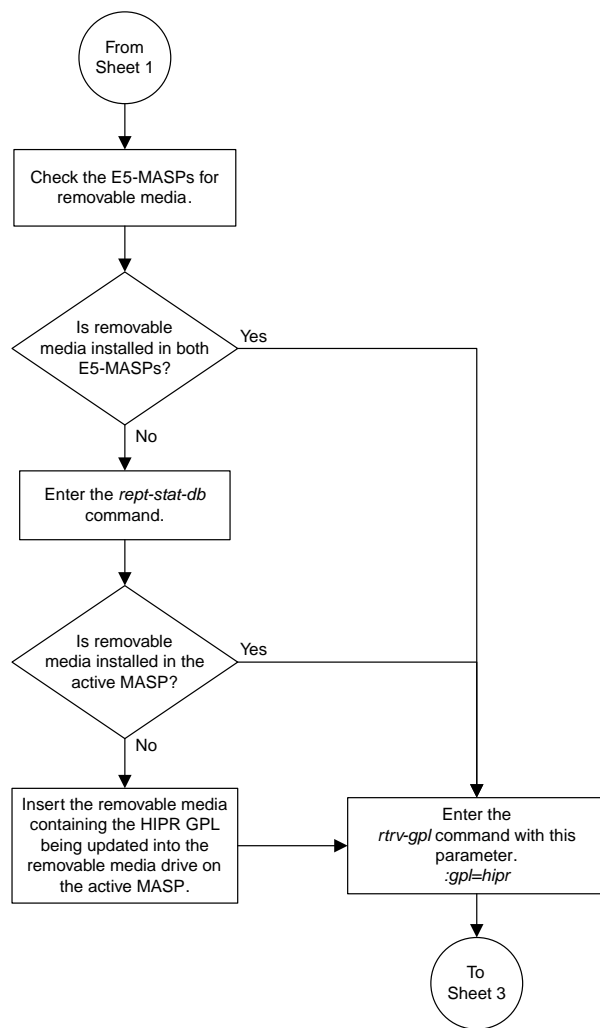 From
Sheet 1
Check the E5-MASPs for
removable media.
Is removable
media installed in both
E5-MASPs?
Yes
No
Enter the rept-stat-db
command.
Is removable
media installed in the
active MASP?
Yes
No
Insert the removable media
containing the HIPR GPL
being updated into the
removable media drive on
the active MASP.
Enter the
rtrv-gpl command with this
parameter.
:gpl=hipr
To
Sheet 3